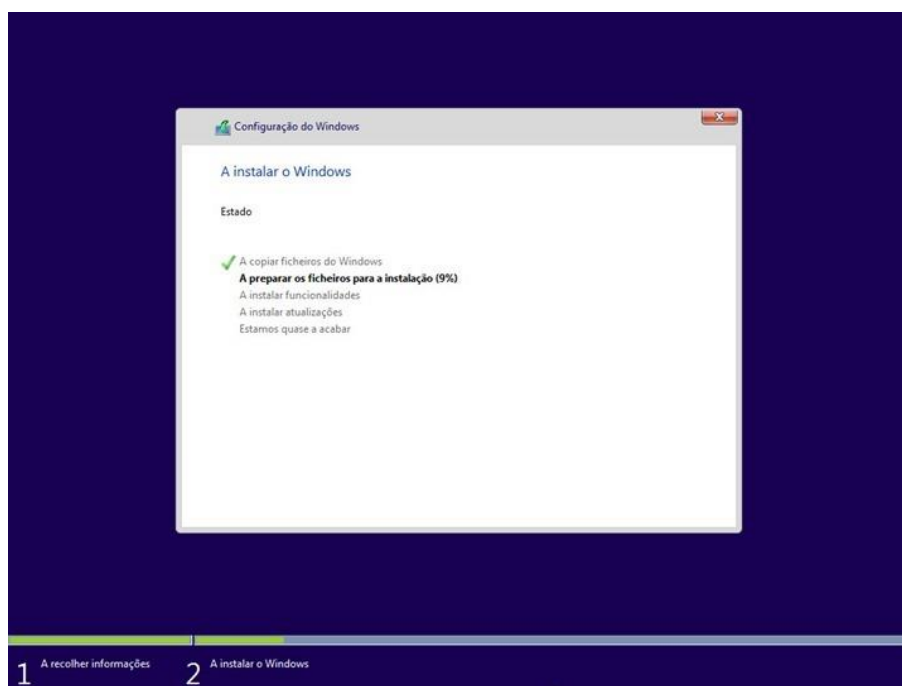 Configuração do Windows
A instalar o Windows
Estado
A copiar ficheiros do Windows
A preparar os ficheiros para a instalação (9%)
A instalar funcionalidades
A instalar atualizações
Estamos quase a acabar
1 A recolher informações
2 A instalar o Windows